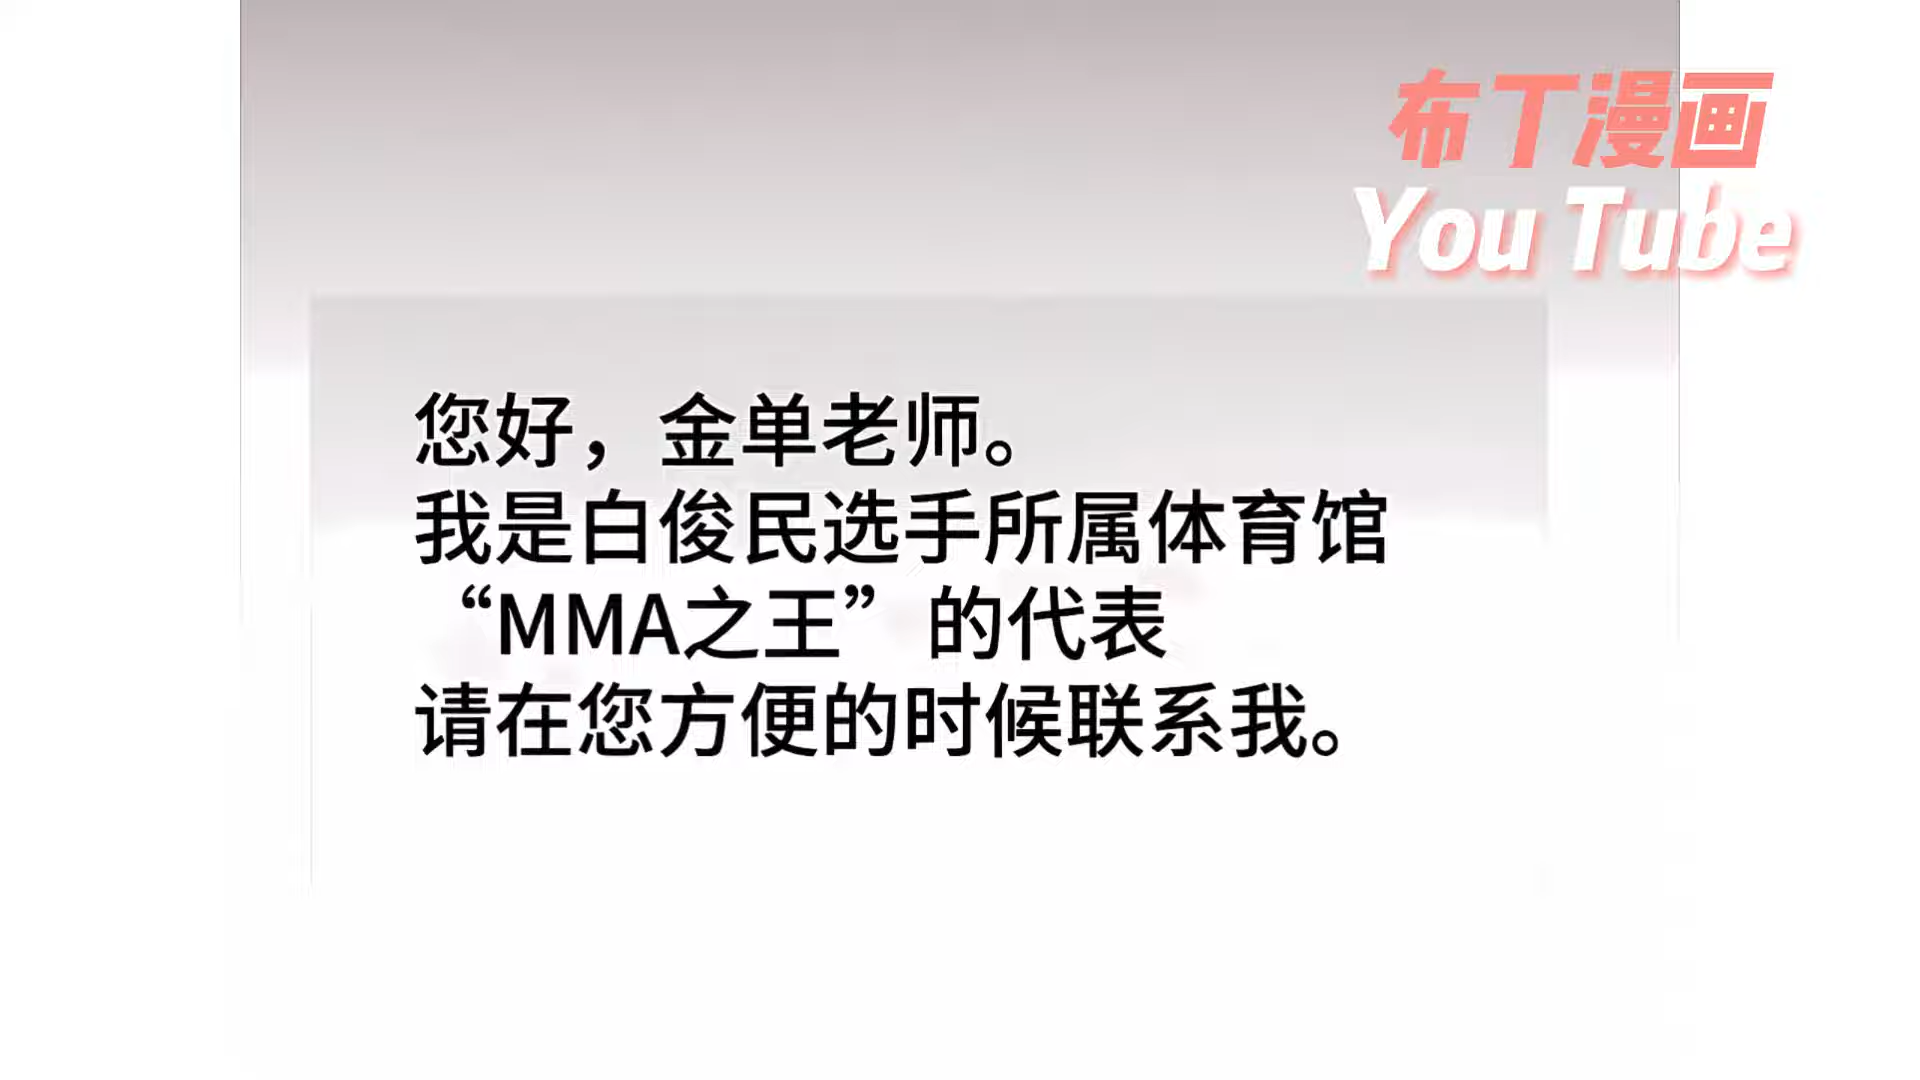 布丁漫画
You Tube
您好，金单老师。
我是白俊民选手所属体育馆
“MMA之王”的代表
请在您方便的时候联系我。